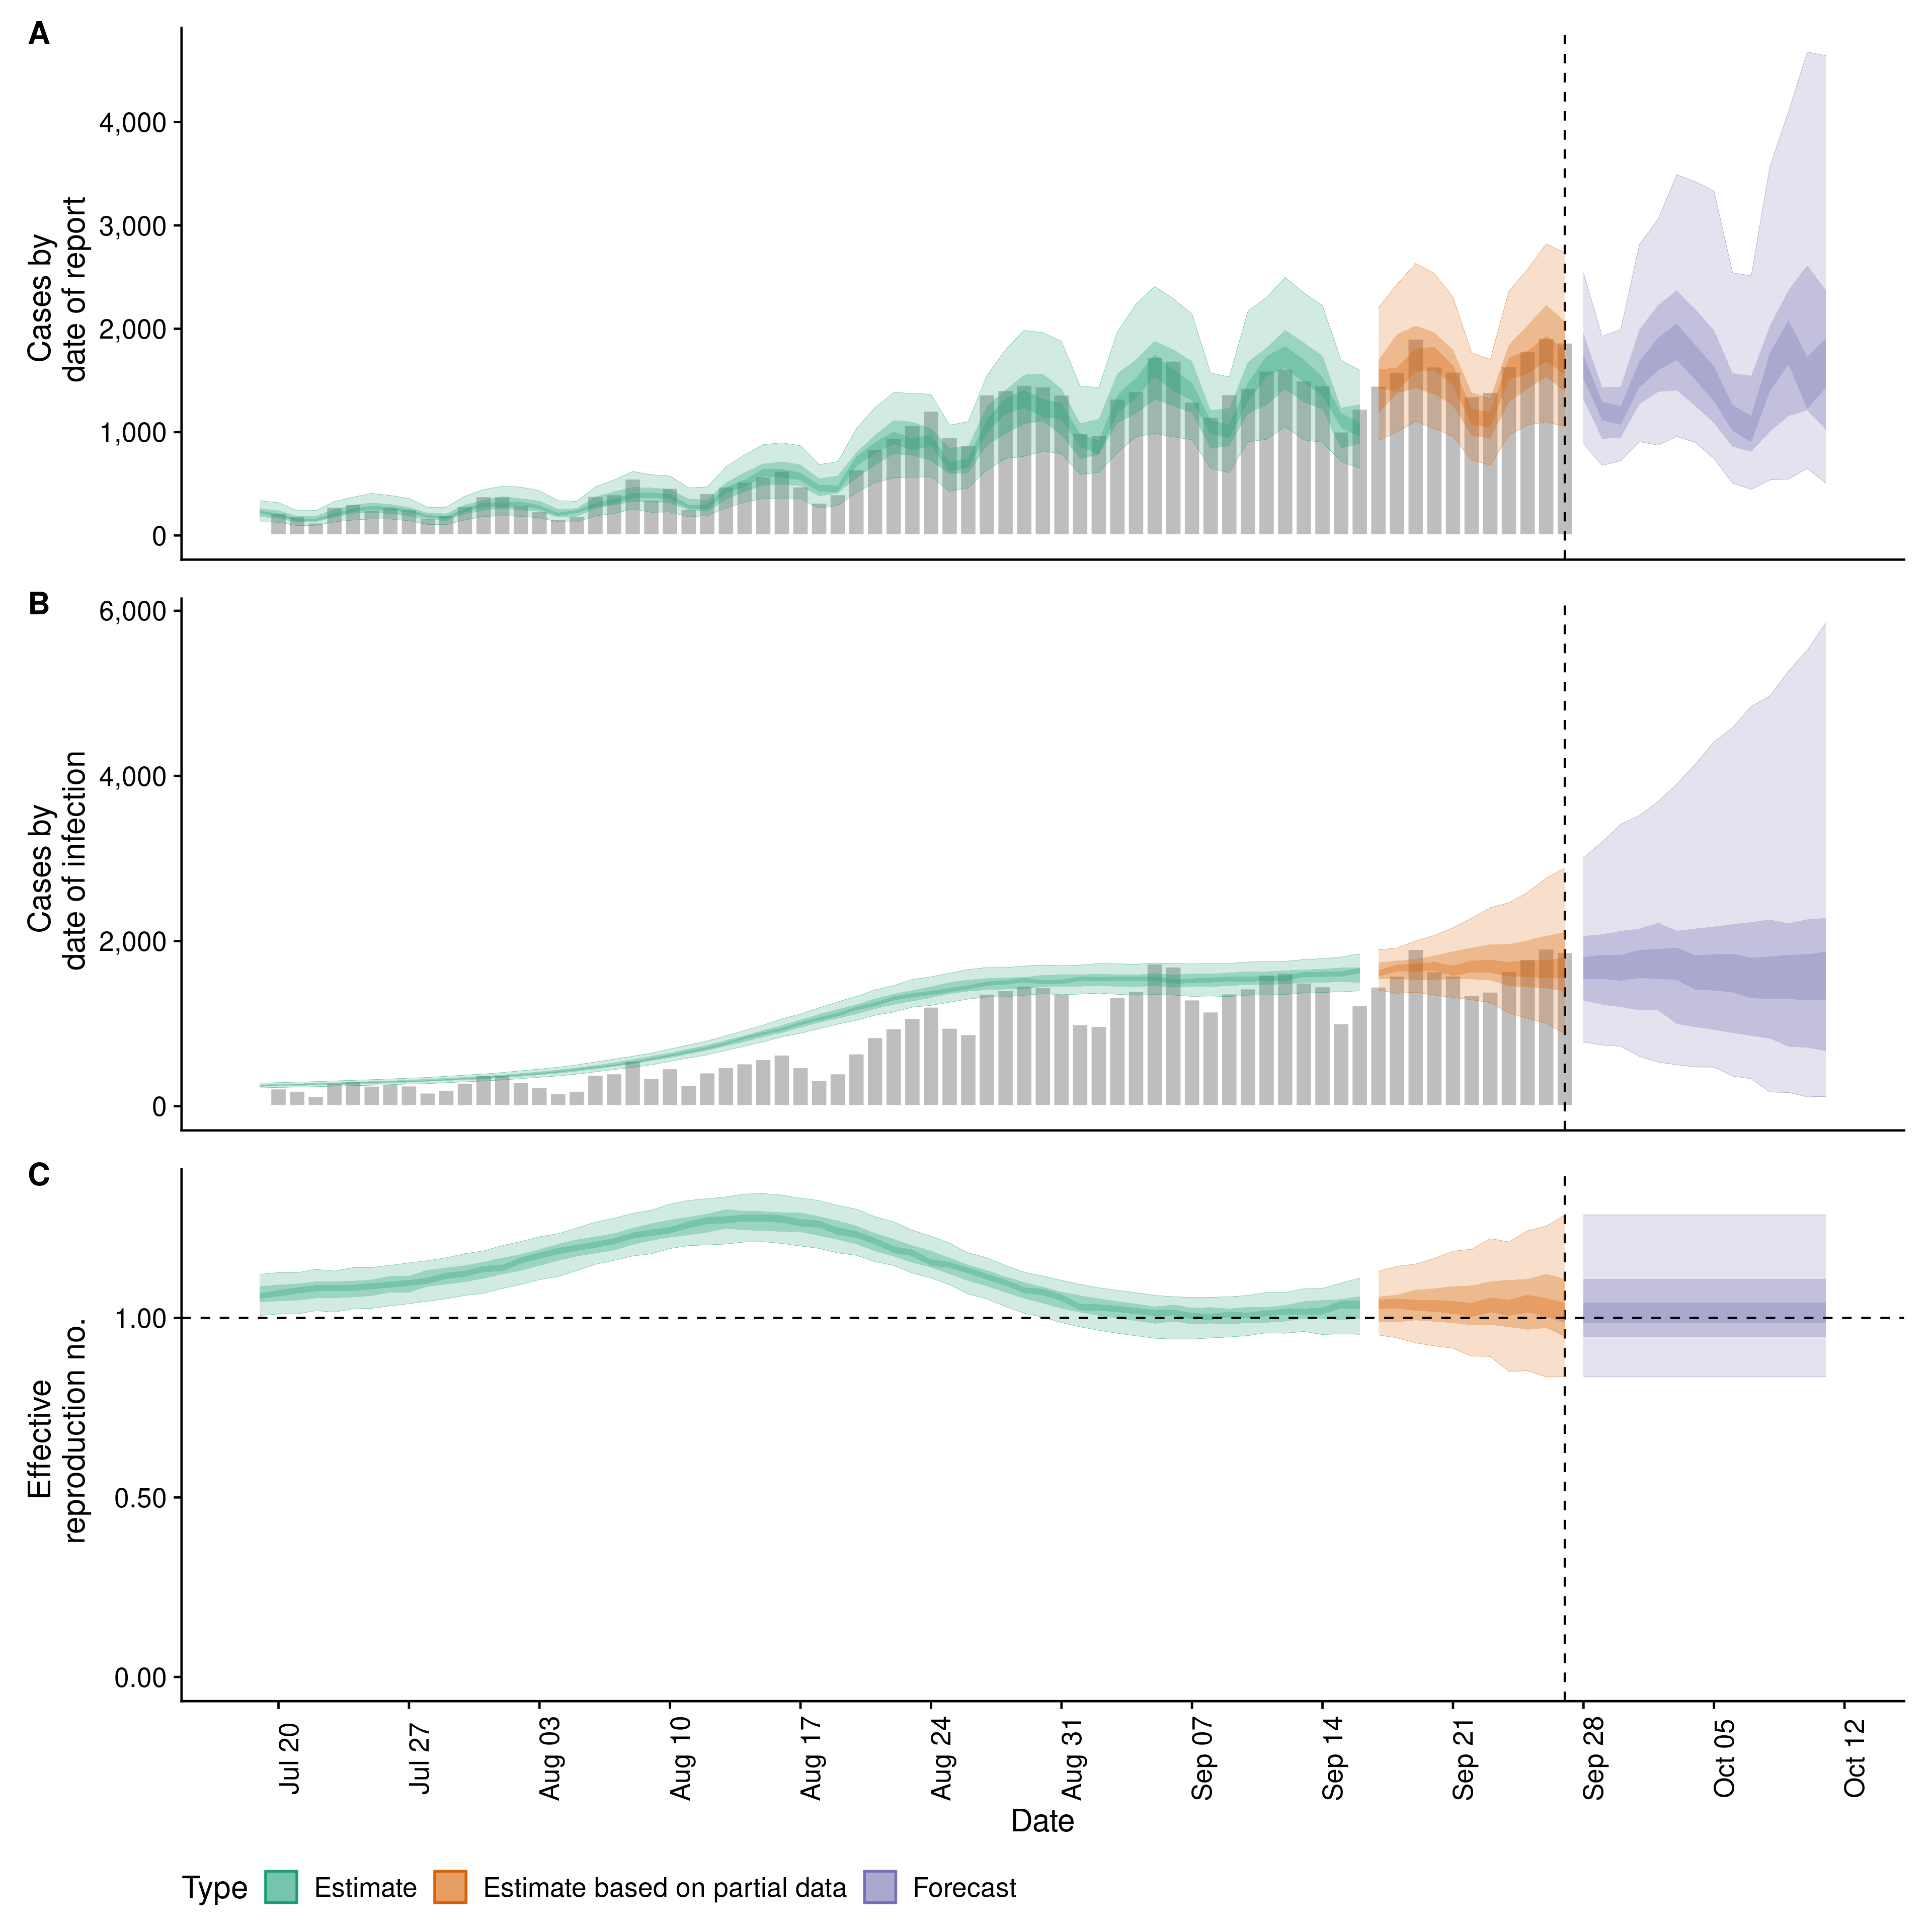 A
Cases by
date of report
4,000
3,000
2,000
1,000
0
B
Cases by
date of infection
6,000
4,000
2,000
0
C
Effective
reproduction no.
1.00
0.50
0.00
Jul 20
Jul 27
Aug 03
Aug 10
Aug 17
Aug 24
Aug 31
Sep 07
Sep 14
Sep 21
Sep 28
Oct 05
Oct 12
Date
Type
Estimate
Estimate based on partial data
Forecast